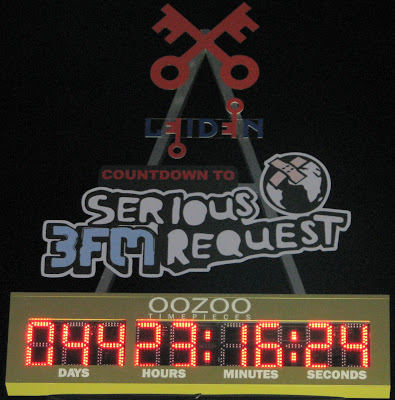 LEIDEN
COUNTDOWN TO
SERIOUS
3FM REQUEST
OOZOO
TIMEPIECES
044 23:16:24
DAYS HOURS MINUTES SECONDS